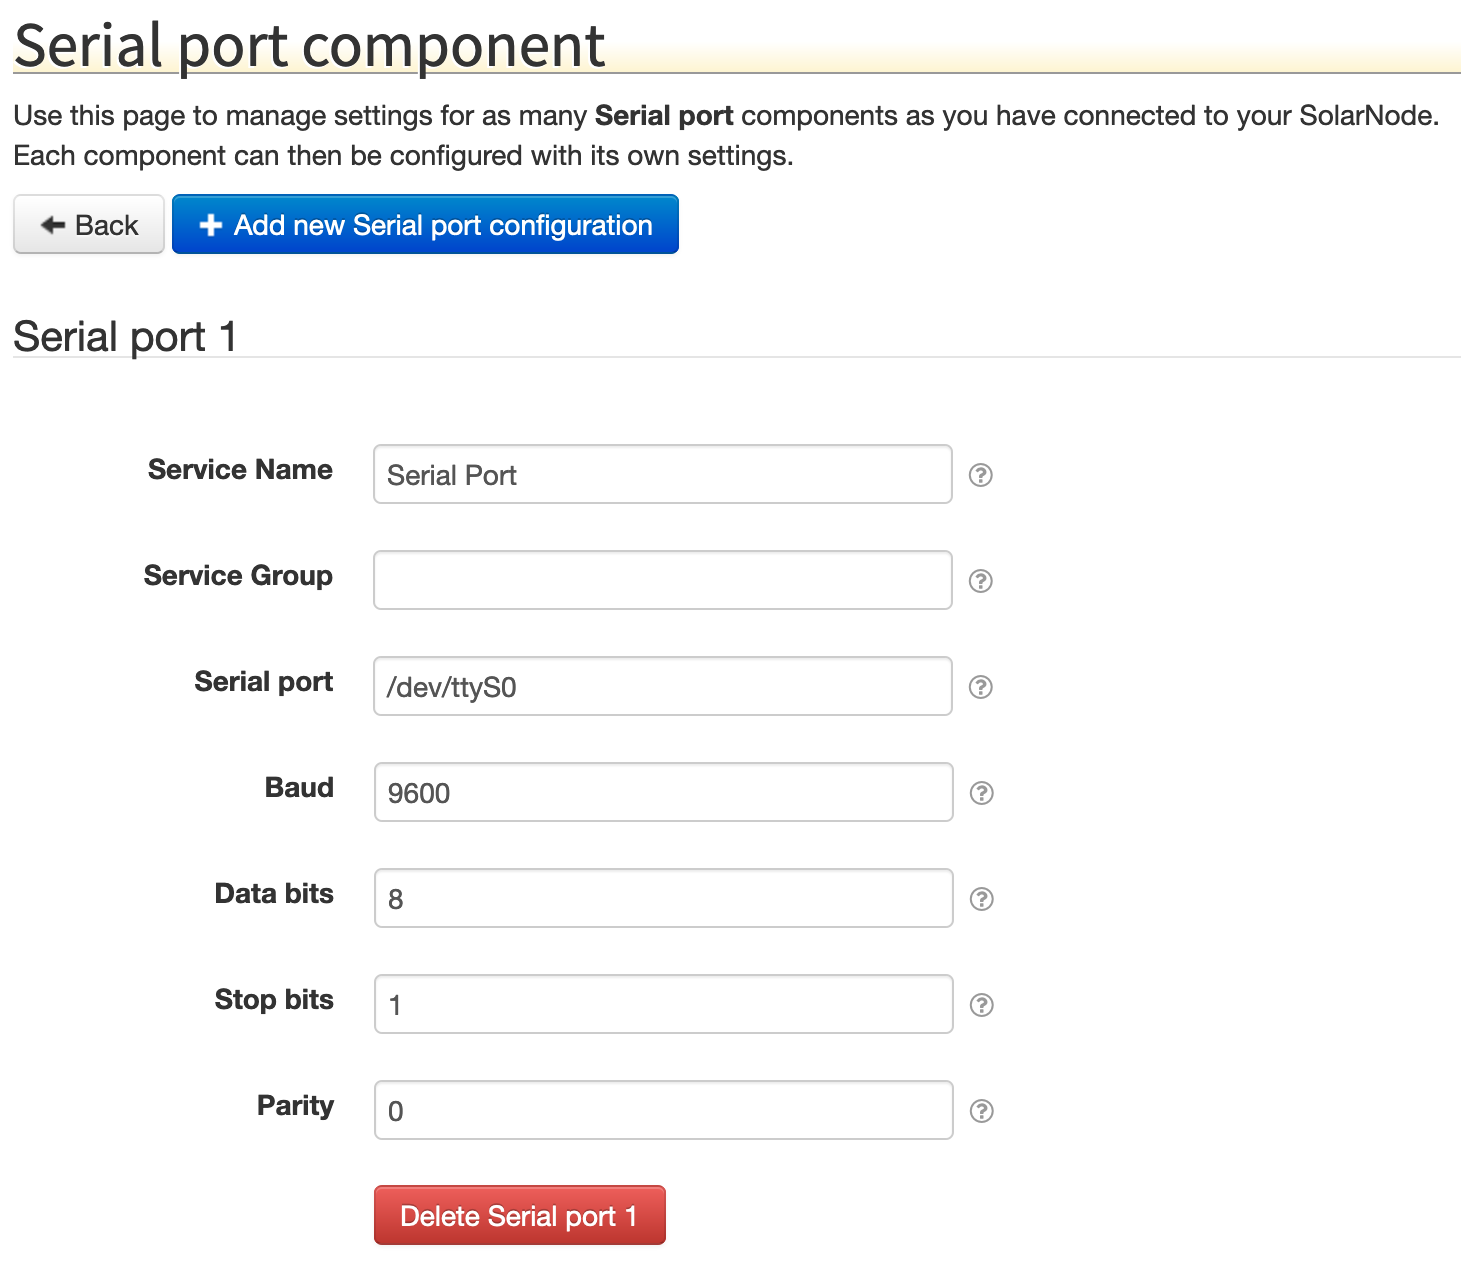 Serial port component
Use this page to manage settings for as many Serial port components as you have connected to your SolarNode.
Each component can then be configured with its own settings.
Back
Add new Serial port configuration
Serial port 1
Service Name
Serial Port
Service Group
Serial port
/dev/ttyS0
Baud
9600
Data bits
8
Stop bits
1
Parity
0
Delete Serial port 1